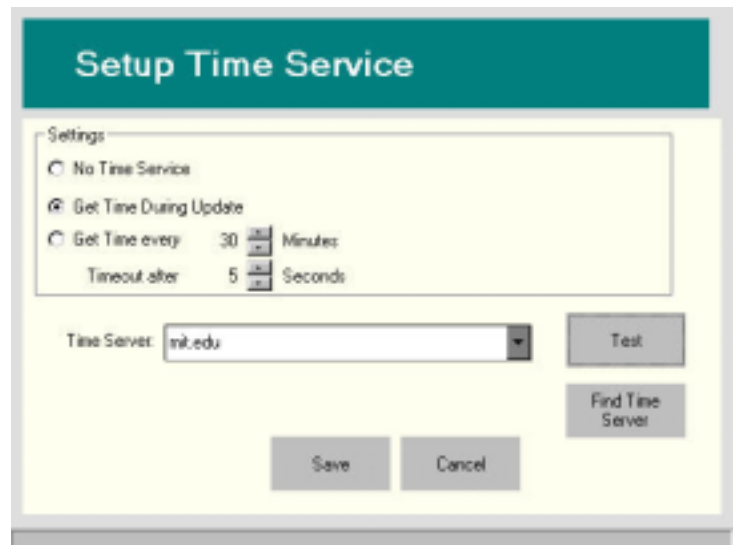 Setup Time Service
Settings
No Time Service
Get Time During Update
Get Time every 30 Minutes
Timeout after 5 Seconds
Time Server: mit.edu
Test
Find Time
Server
Save Cancel